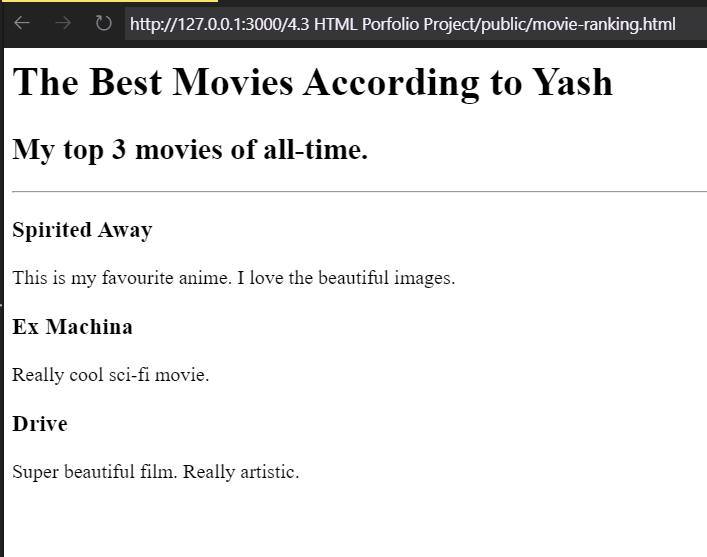 http://127.0.0.1:3000/4.3 HTML Porfolio Project/public/movie-ranking.html
The Best Movies According to Yash
My top 3 movies of all-time.
Spirited Away
This is my favourite anime. I love the beautiful images.
Ex Machina
Really cool sci-fi movie.
Drive
Super beautiful film. Really artistic.